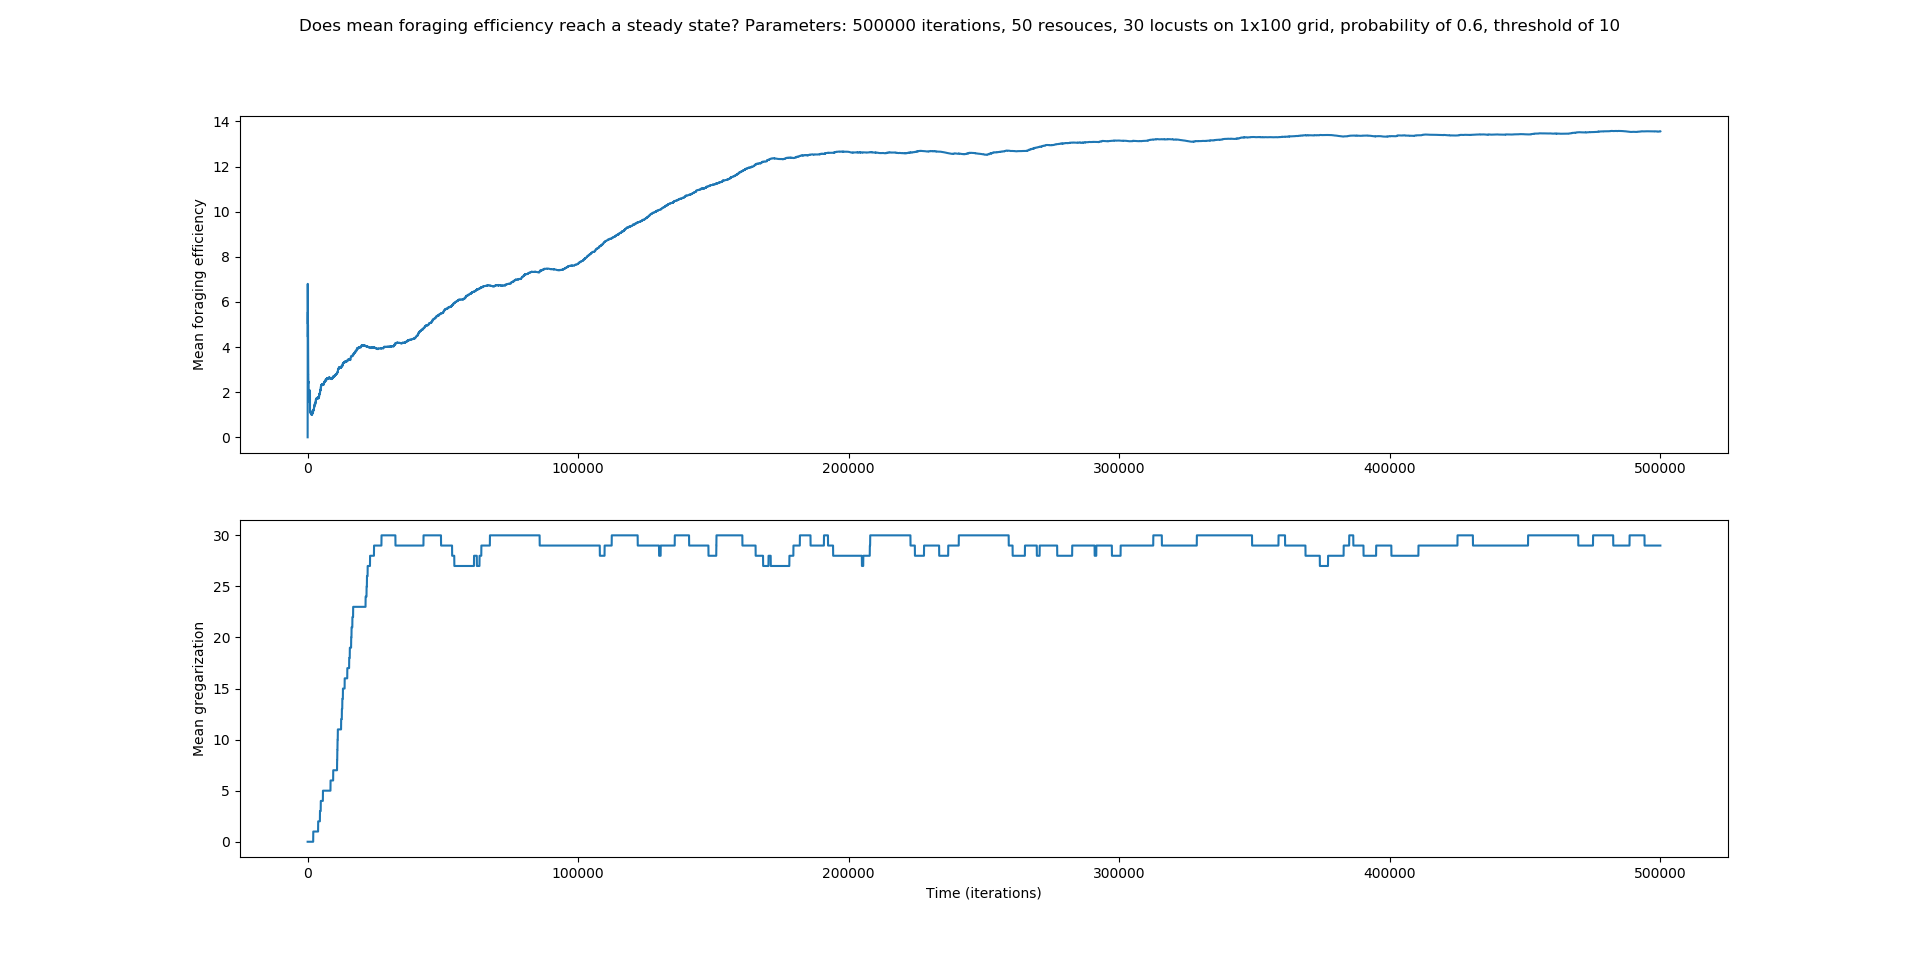 Does mean foraging efficiency reach a steady state? Parameters: 500000 iterations, 50 resouces, 30 locusts on 1x100 grid, probability of 0.6, threshold of 10
14
12
10
8
6
4
2
0
Mean foraging efficiency
0 100000 200000 300000 400000 500000
30
25
20
15
10
5
0
Mean gregarization
0 100000 200000 300000 400000 500000
Time (iterations)